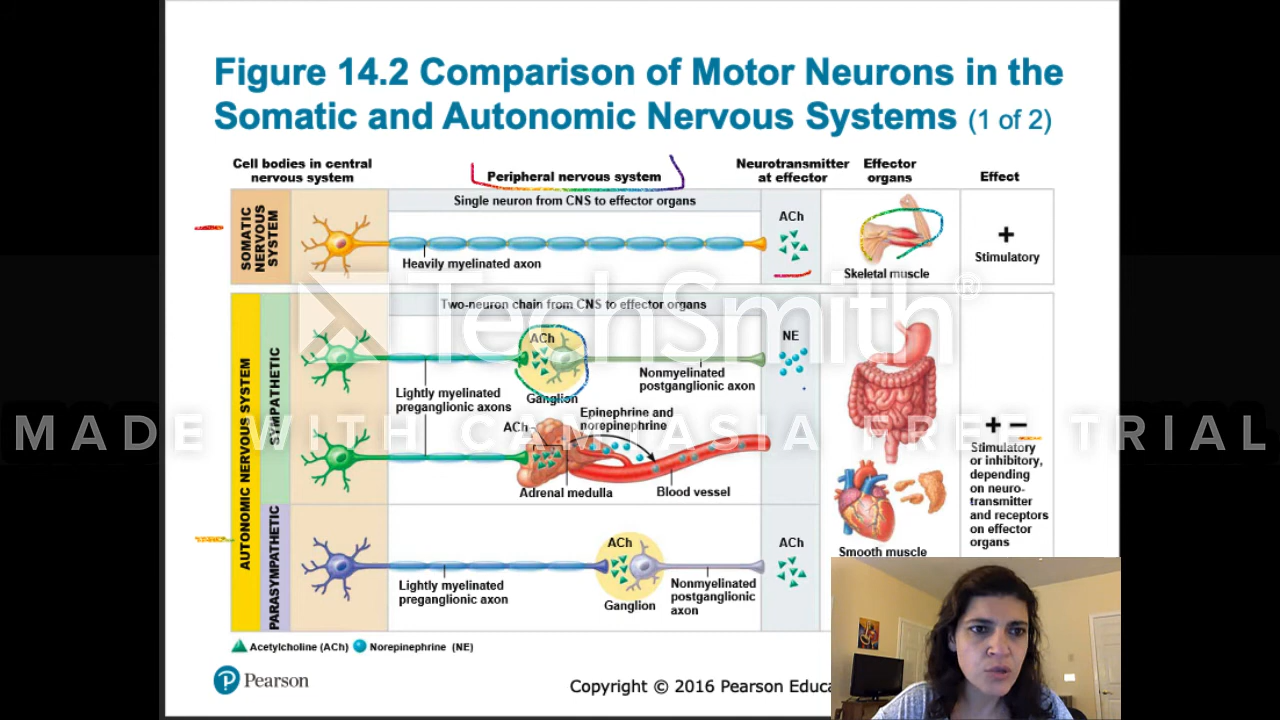 Figure 14.2 Comparison of Motor Neurons in the
Somatic and Autonomic Nervous Systems (1 of 2)
Cell bodies in central
nervous system
Peripheral nervous system
Neurotransmitter
at effector
Effector
organs
Effect
SOMATIC
NERVOUS
SYSTEM
Single neuron from CNS to effector organs
Heavily myelinated axon
ACh
Skeletal muscle
+
Stimulatory
TechSmith®
MADE WITH CAMTASIA FREE TRIAL
AUTONOMIC NERVOUS SYSTEM
SYMPATHETIC
Two-neuron chain from CNS to effector organs
ACh
NE
Lightly myelinated
preganglionic axons
Ganglion
Nonmyelinated
postganglionic axon
Epinephrine and
norepinephrine
ACh
Adrenal medulla
Blood vessel
+ −
Stimulatory
or inhibitory,
depending
on neuro-
transmitter
and receptors
on effector
organs
PARASYMPATHETIC
ACh
ACh
Lightly myelinated
preganglionic axon
Ganglion
Nonmyelinated
postganglionic
axon
Smooth muscle
Acetylcholine (ACh)
Norepinephrine (NE)
P Pearson
Copyright © 2016 Pearson Educa